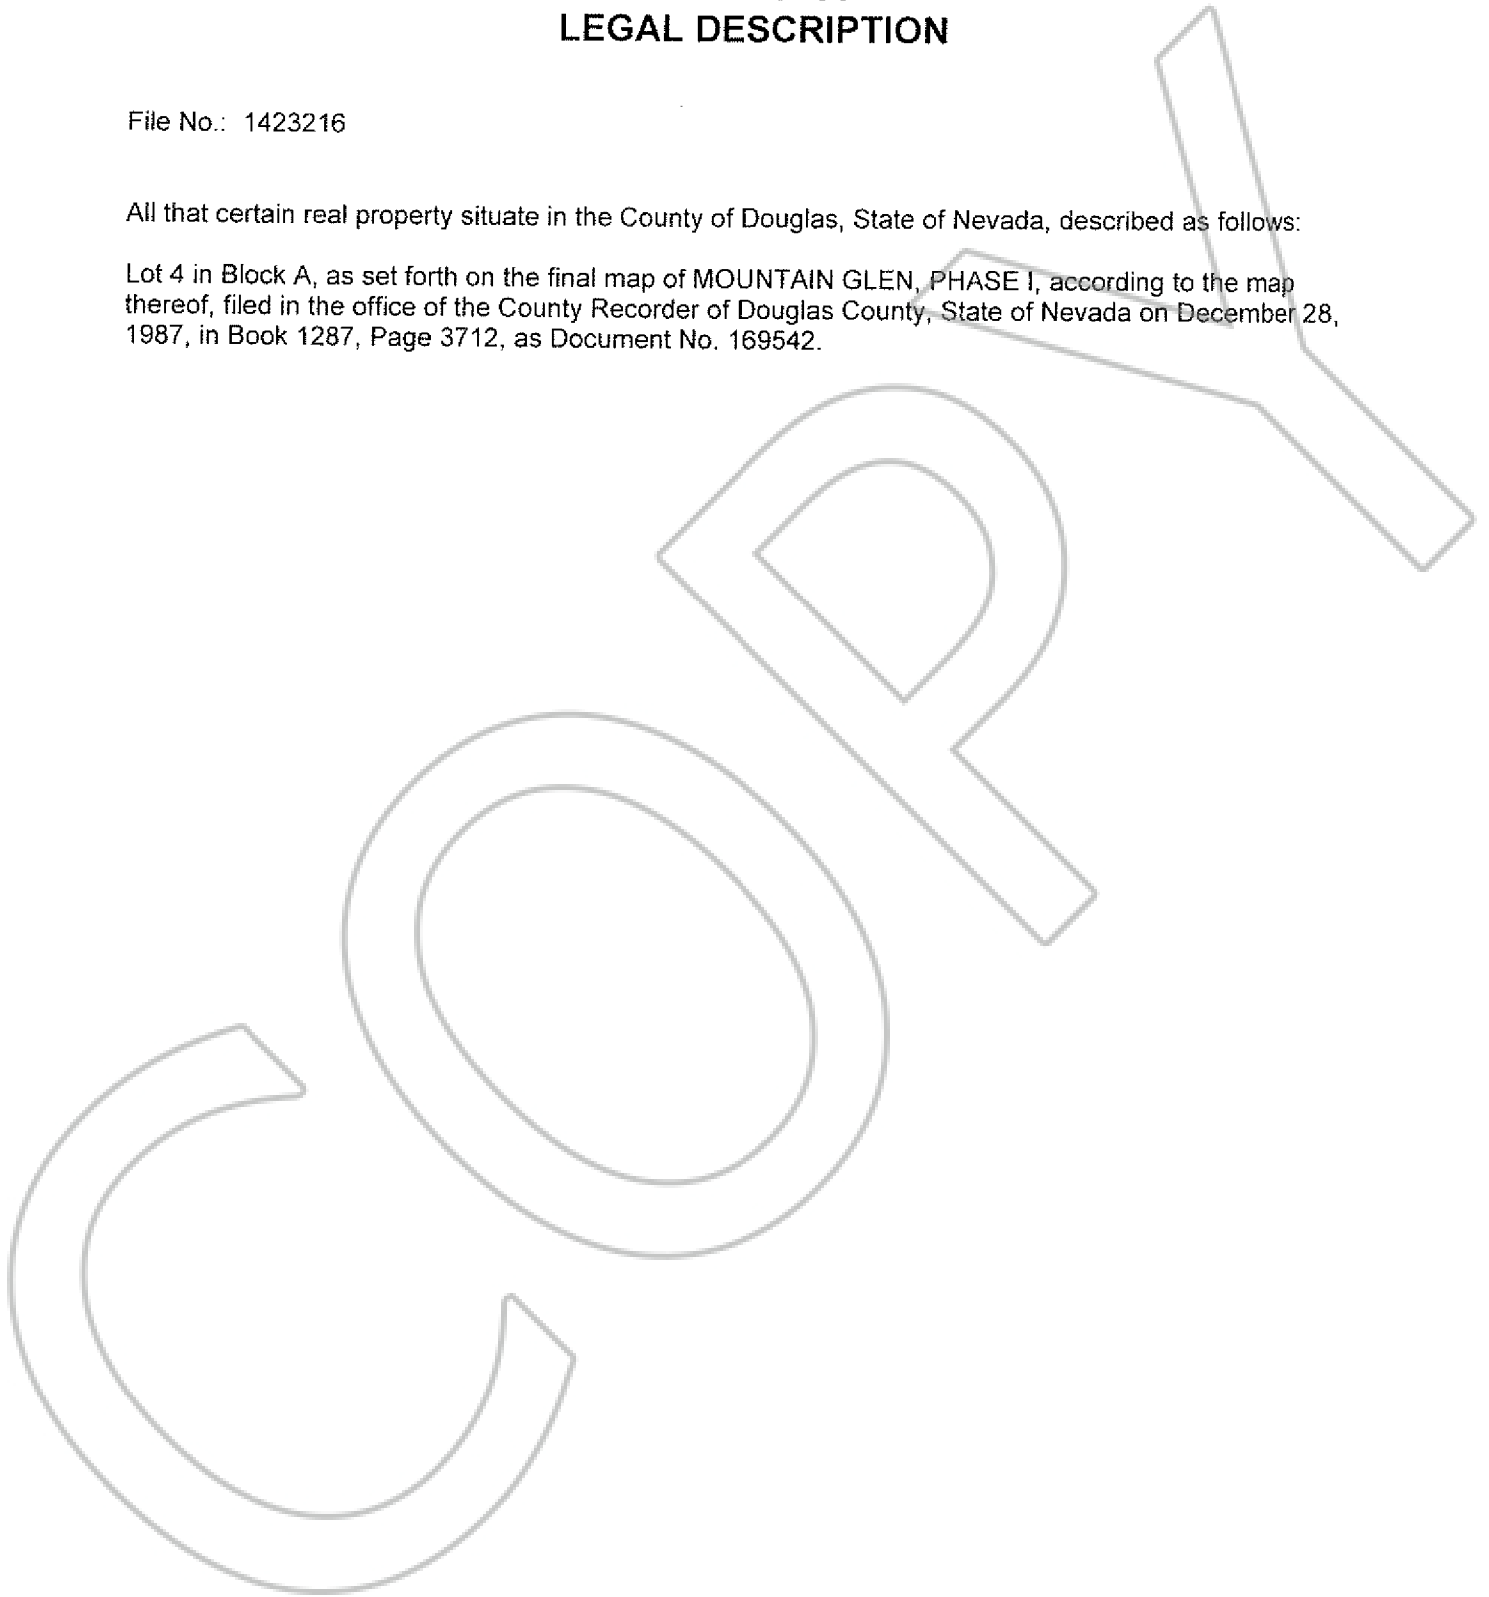 LEGAL DESCRIPTION
File No.: 1423216
All that certain real property situate in the County of Douglas, State of Nevada, described as follows:
Lot 4 in Block A, as set forth on the final map of MOUNTAIN GLEN, PHASE I, according to the map
thereof, filed in the office of the County Recorder of Douglas County, State of Nevada on December 28,
1987, in Book 1287, Page 3712, as Document No. 169542.
COPY